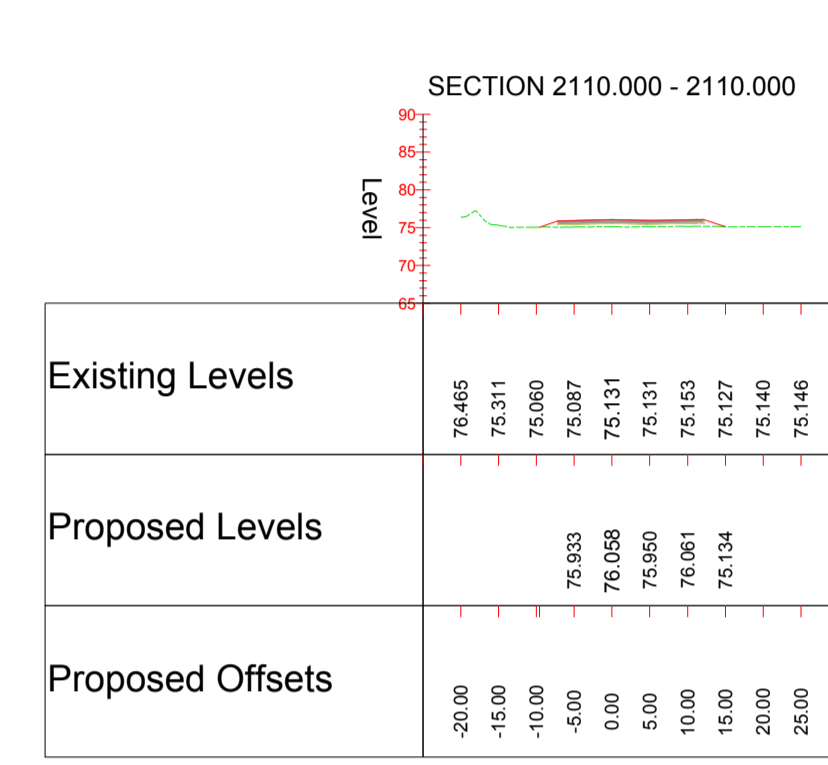 SECTION 2110.000 - 2110.000
90
85
80
75
70
65
Level
Existing Levels
76.465 75.311 75.060 75.087 75.131 75.131 75.153 75.127 75.140 75.146
Proposed Levels
75.933 76.058 75.950 76.061 75.134
Proposed Offsets
-20.00 -15.00 -10.00 -5.00 0.00 5.00 10.00 15.00 20.00 25.00